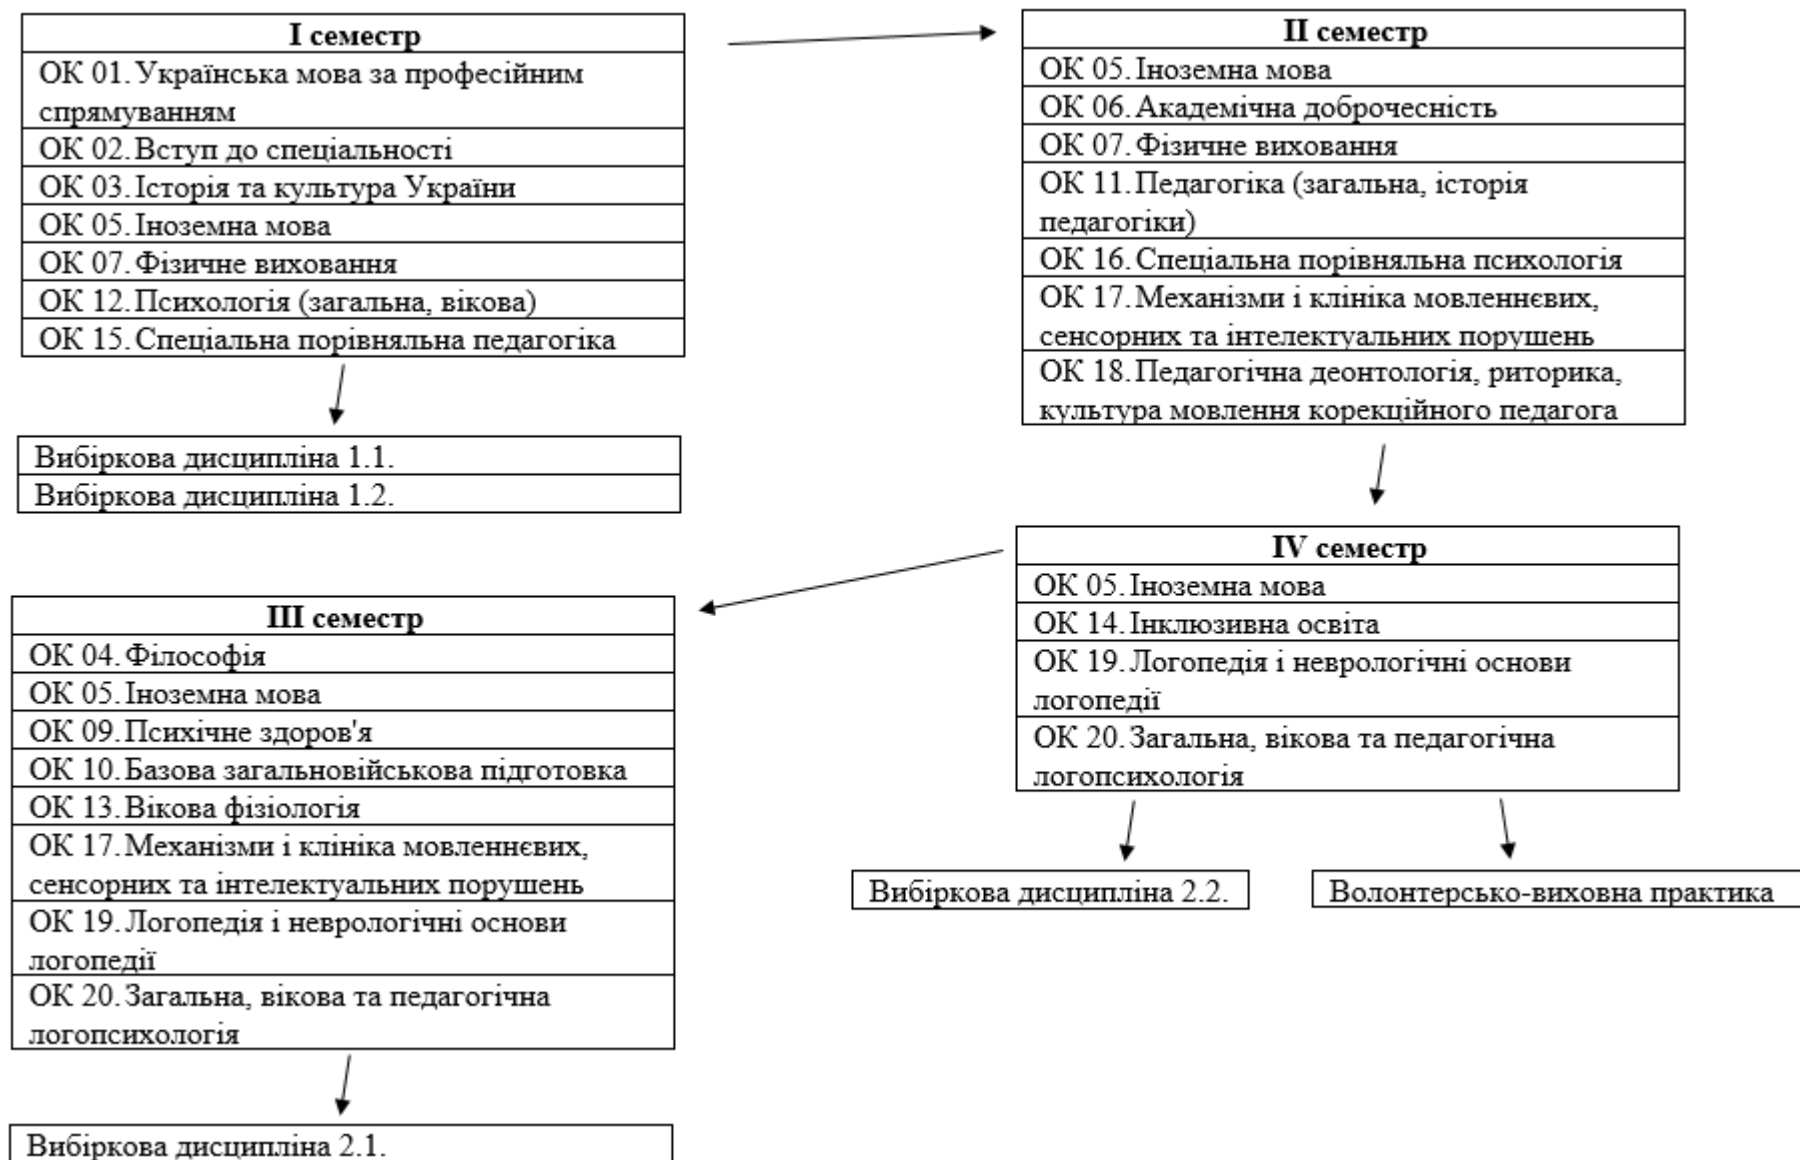 I семестр
ОК 01. Українська мова за професійним
спрямуванням
ОК 02. Вступ до спеціальності
ОК 03. Історія та культура України
ОК 05. Іноземна мова
ОК 07. Фізичне виховання
ОК 12. Психологія (загальна, вікова)
ОК 15. Спеціальна порівняльна педагогіка
Вибіркова дисципліна 1.1.
Вибіркова дисципліна 1.2.
II семестр
ОК 05. Іноземна мова
ОК 06. Академічна доброчесність
ОК 07. Фізичне виховання
ОК 11. Педагогіка (загальна, історія
педагогіки)
ОК 16. Спеціальна порівняльна психологія
ОК 17. Механізми і клініка мовленнєвих,
сенсорних та інтелектуальних порушень
ОК 18. Педагогічна деонтологія, риторика,
культура мовлення корекційного педагога
III семестр
ОК 04. Філософія
ОК 05. Іноземна мова
ОК 09. Психічне здоров'я
ОК 10. Базова загальновійськова підготовка
ОК 13. Вікова фізіологія
ОК 17. Механізми і клініка мовленнєвих,
сенсорних та інтелектуальних порушень
ОК 19. Логопедія і неврологічні основи
логопедії
ОК 20. Загальна, вікова та педагогічна
логопсихологія
Вибіркова дисципліна 2.1.
IV семестр
ОК 05. Іноземна мова
ОК 14. Інклюзивна освіта
ОК 19. Логопедія і неврологічні основи
логопедії
ОК 20. Загальна, вікова та педагогічна
логопсихологія
Вибіркова дисципліна 2.2.
Волонтерсько-виховна практика